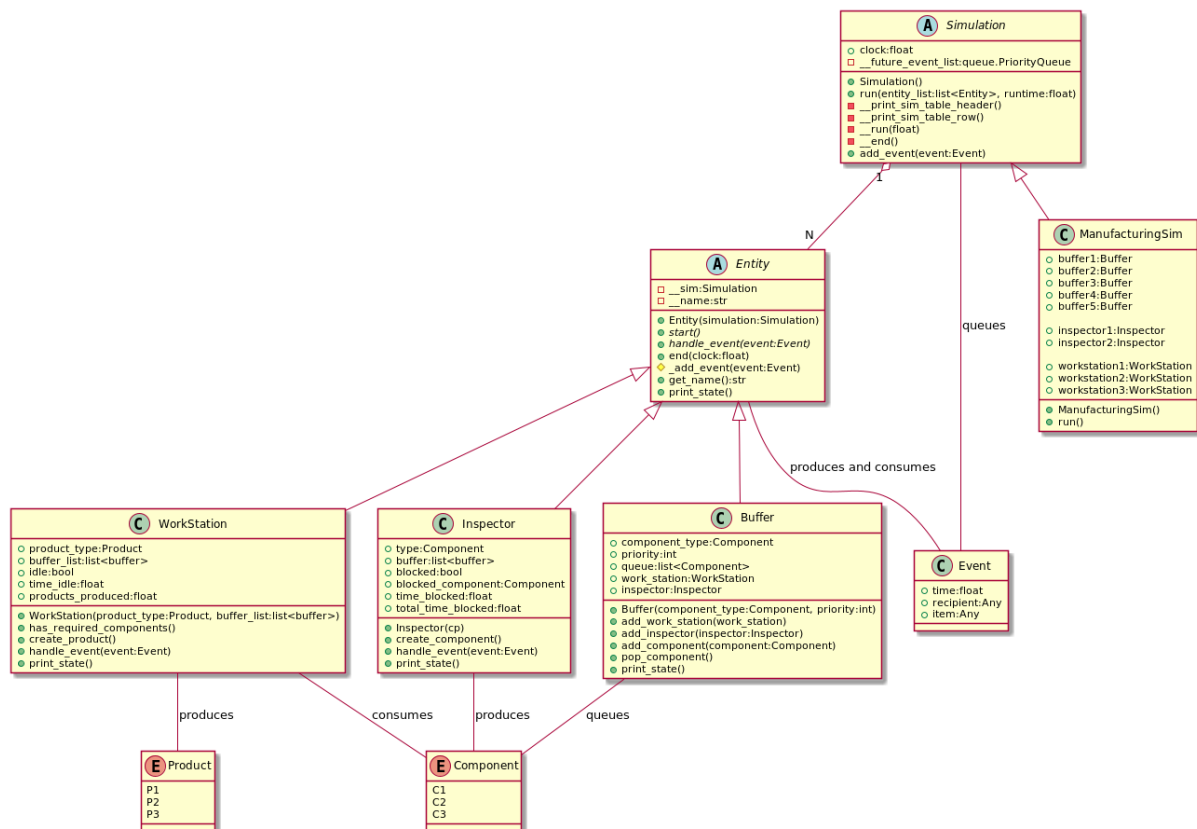 A Simulation
clock:float
__future_event_list:queue.PriorityQueue
Simulation()
run(entity_list:list<Entity>, runtime:float)
__print_sim_table_header()
__print_sim_table_row()
__run(float)
__end()
add_event(event:Event)
1
N
queues
C ManufacturingSim
buffer1:Buffer
buffer2:Buffer
buffer3:Buffer
buffer4:Buffer
buffer5:Buffer
inspector1:Inspector
inspector2:Inspector
workstation1:WorkStation
workstation2:WorkStation
workstation3:WorkStation
ManufacturingSim()
run()
A Entity
__sim:Simulation
__name:str
Entity(simulation:Simulation)
start()
handle_event(event:Event)
end(clock:float)
_add_event(event:Event)
get_name():str
print_state()
produces and consumes
C WorkStation
product_type:Product
buffer_list:list<buffer>
idle:bool
time_idle:float
products_produced:float
WorkStation(product_type:Product, buffer_list:list<buffer>)
has_required_components()
create_product()
handle_event(event:Event)
print_state()
C Inspector
type:Component
buffer:list<buffer>
blocked:bool
blocked_component:Component
time_blocked:float
total_time_blocked:float
Inspector(cp)
create_component()
handle_event(event:Event)
print_state()
C Buffer
component_type:Component
priority:int
queue:list<Component>
work_station:WorkStation
inspector:Inspector
Buffer(component_type:Component, priority:int)
add_work_station(work_station)
add_inspector(inspector:Inspector)
add_component(component:Component)
pop_component()
print_state()
C Event
time:float
recipient:Any
item:Any
produces
consumes
produces
queues
E Product
P1
P2
P3
E Component
C1
C2
C3